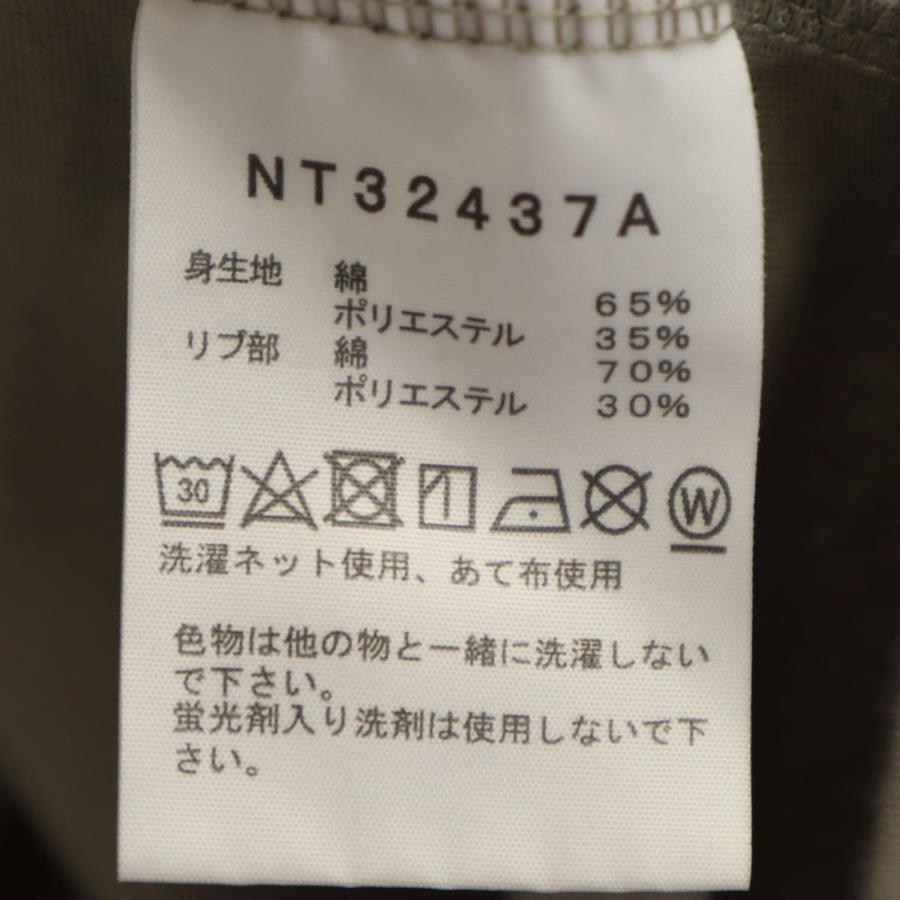 NT32437A
身生地 綿 65%
ポリエステル 35%
リブ部 綿 70%
ポリエステル 30%
30 W
洗濯ネット使用、あて布使用
色物は他の物と一緒に洗濯しない
で下さい。
蛍光剤入り洗剤は使用しないで下
さい。